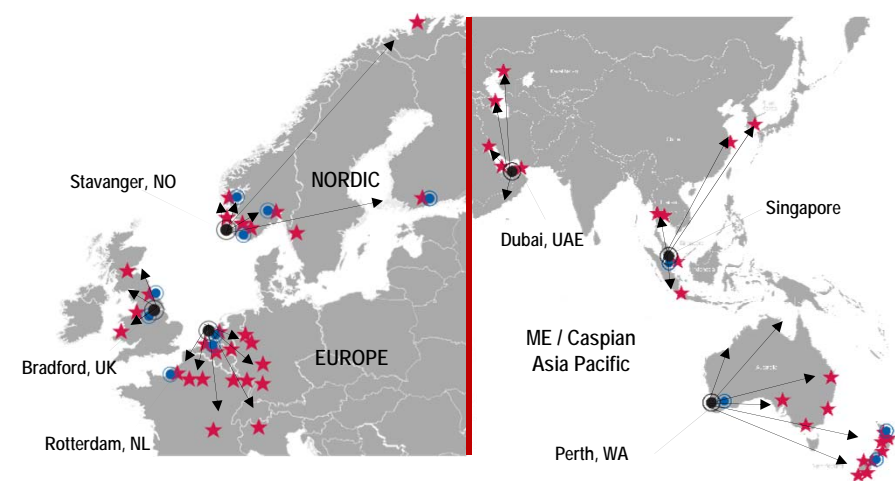 Stavanger, NO
NORDIC
Bradford, UK
EUROPE
Rotterdam, NL
Dubai, UAE
Singapore
ME / Caspian
Asia Pacific
Perth, WA